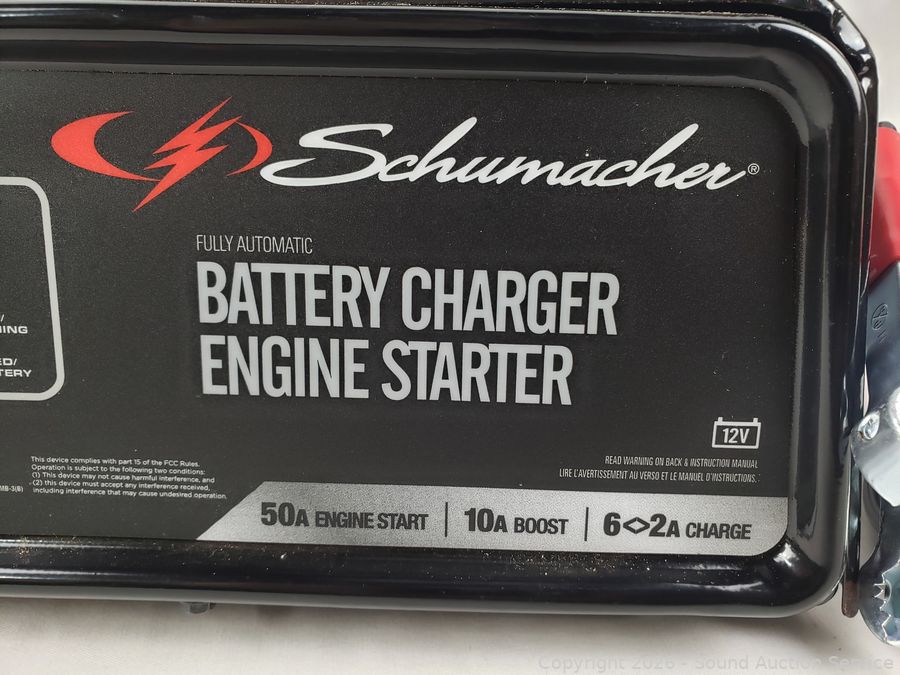 Schumacher®
FULLY AUTOMATIC
BATTERY CHARGER
ENGINE STARTER
12V
READ WARNING ON BACK & INSTRUCTION MANUAL
LIRE L'AVERTISSEMENT AU VERSO ET LE MANUEL D'INSTRUCTIONS.
This device complies with part 15 of the FCC Rules.
Operation is subject to the following two conditions:
(1) This device may not cause harmful interference, and
(2) this device must accept any interference received,
including interference that may cause undesired operation.
50A ENGINE START | 10A BOOST | 6<>2A CHARGE
Copyright 2026 - Sound Auction Service